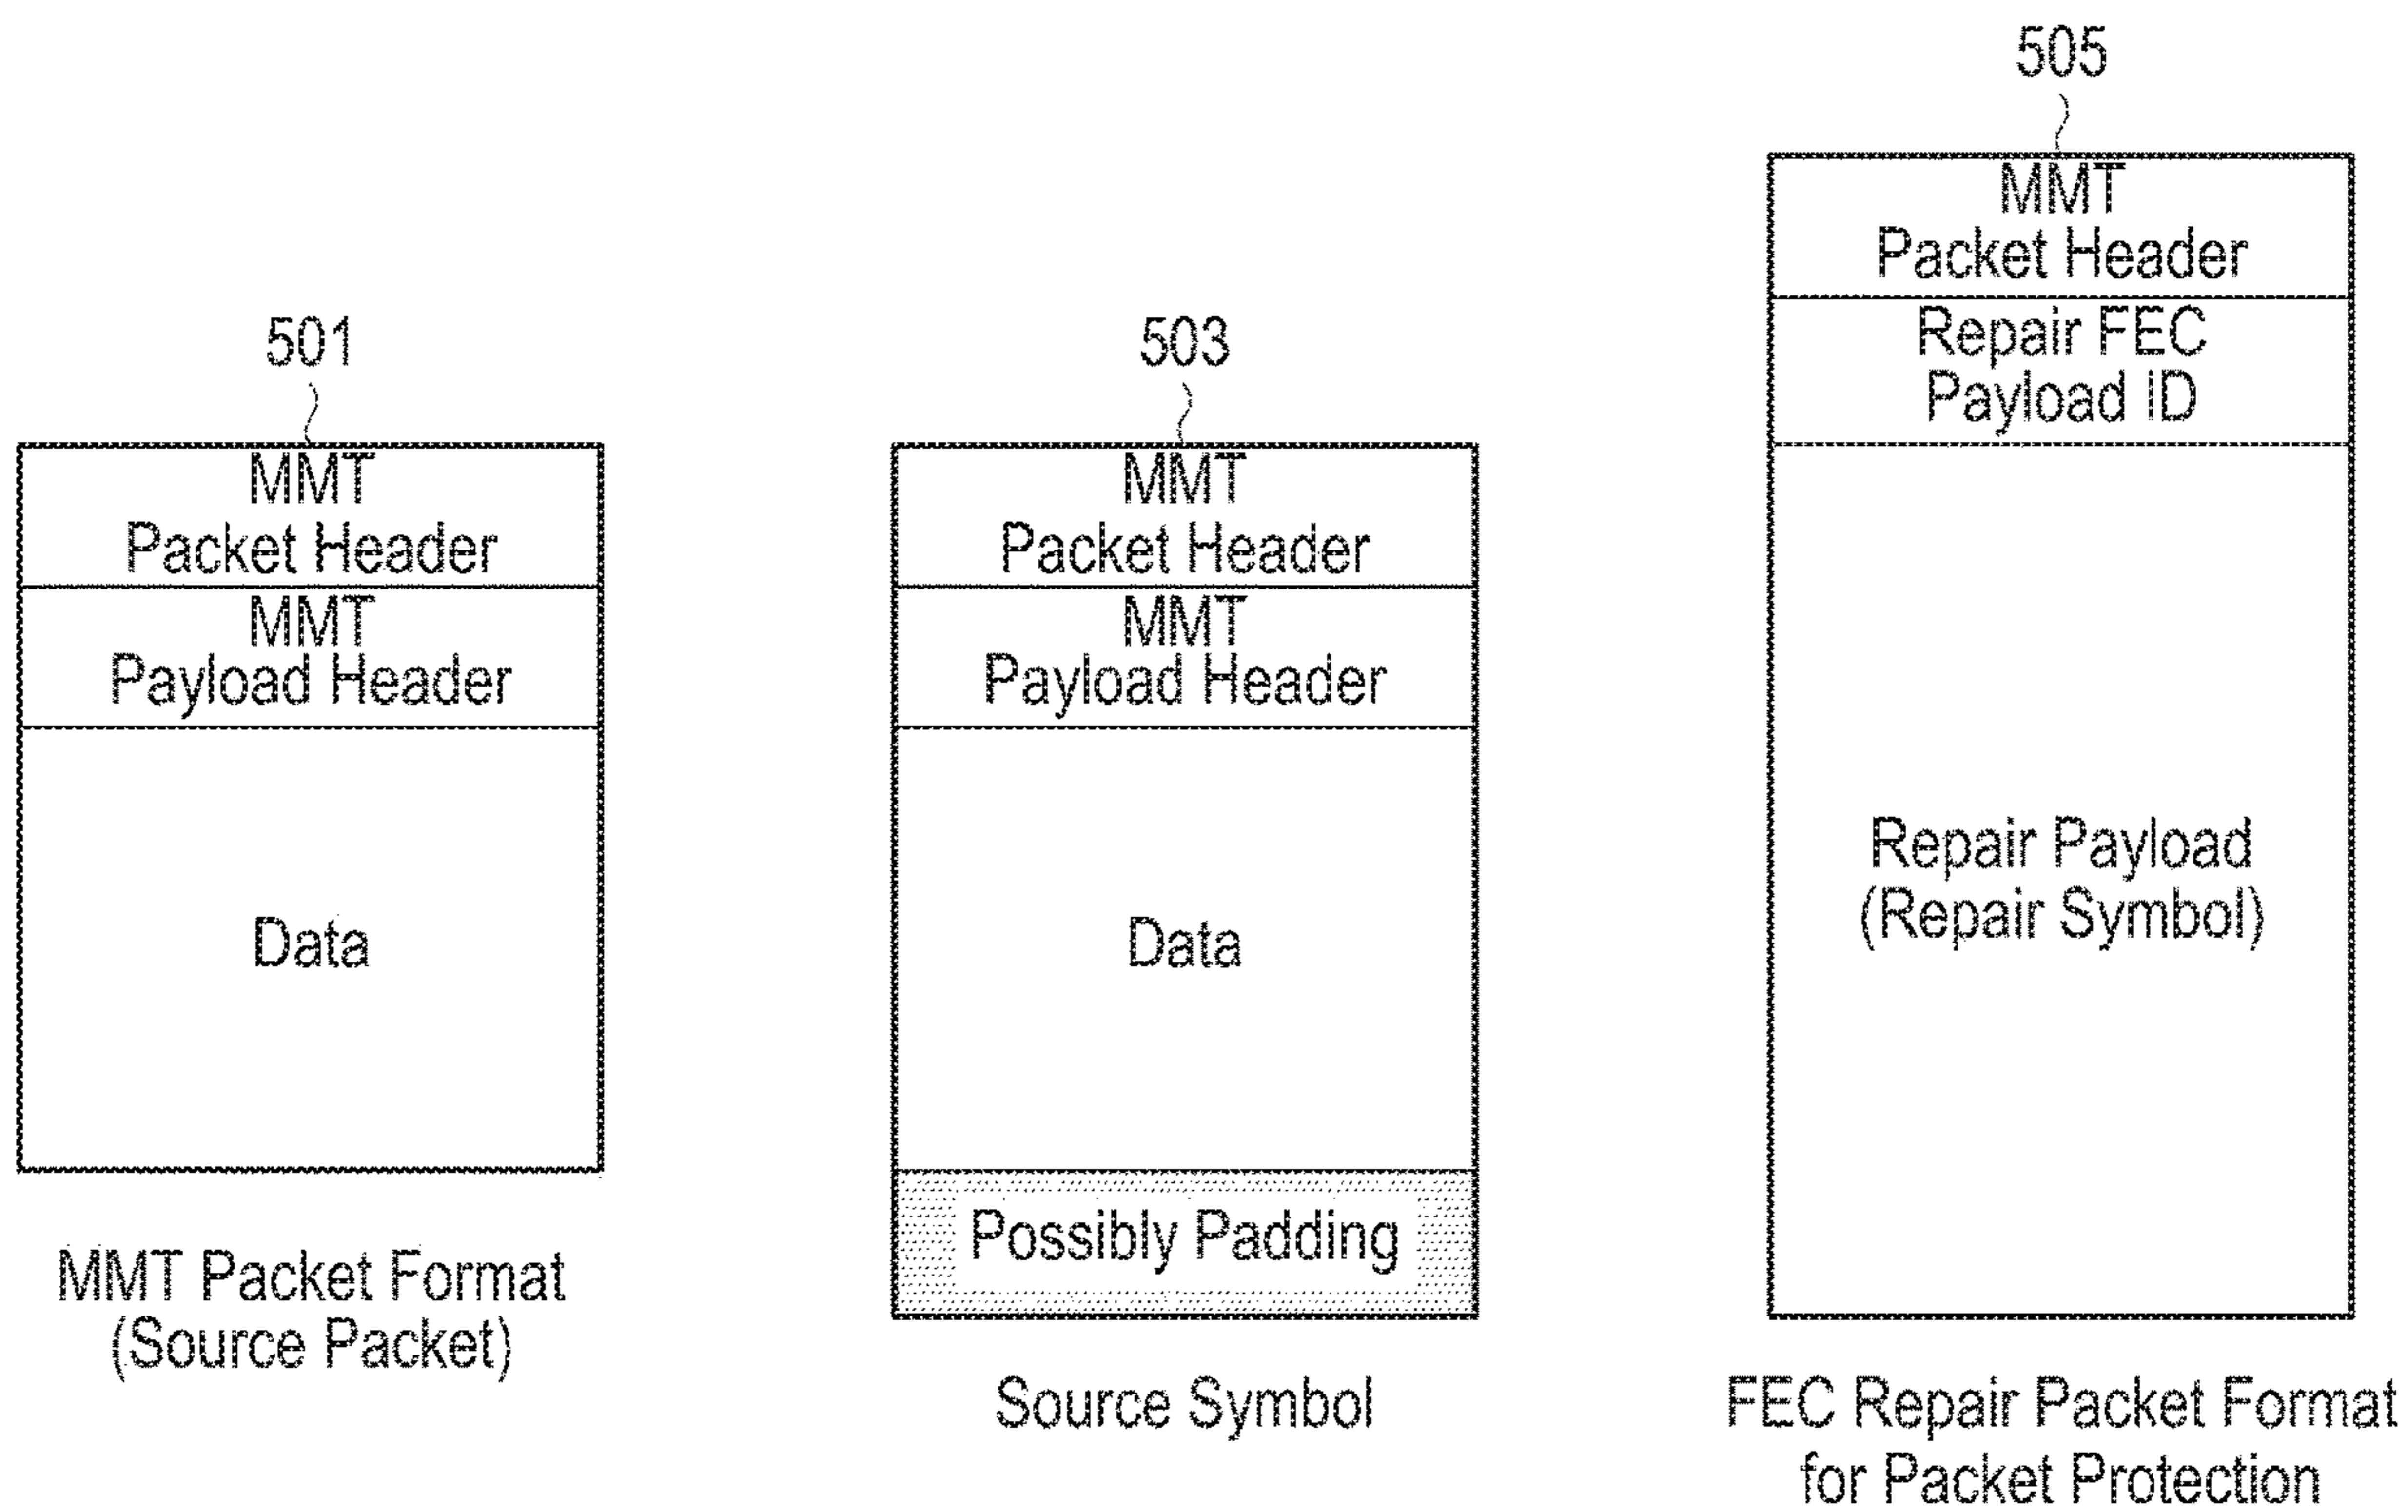 501
MMT
Packet Header
MMT
Payload Header
Data
MMT Packet Format
(Source Packet)
503
MMT
Packet Header
MMT
Payload Header
Data
Possibly Padding
Source Symbol
505
MMT
Packet Header
Repair FEC
Payload ID
Repair Payload
(Repair Symbol)
FEC Repair Packet Format
for Packet Protection